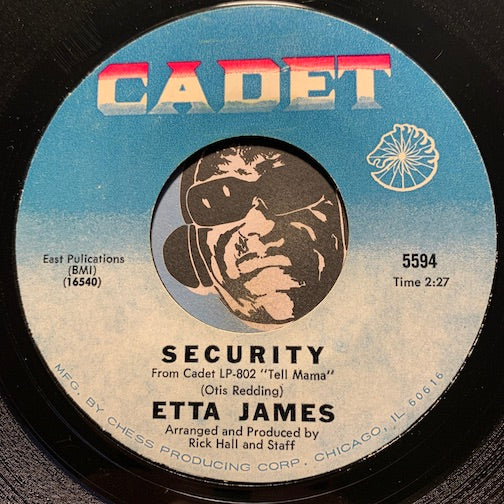 CADET
East Pulications
(BMI)
(16540)
5594
Time 2:27
SECURITY
From Cadet LP-802 "Tell Mama"
(Otis Redding)
ETTA JAMES
Arranged and Produced by
Rick Hall and Staff
MFG. BY CHESS PRODUCING CORP. CHICAGO, IL 60616